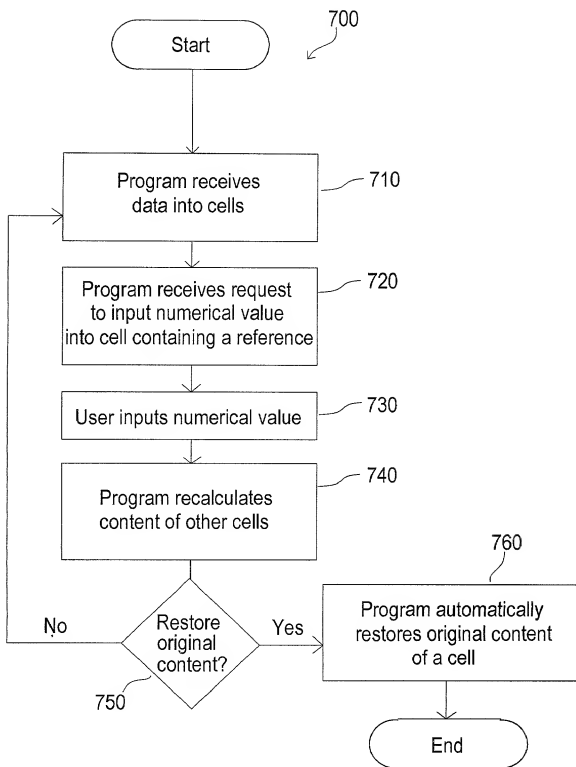 700
Start
Program receives
data into cells
710
Program receives request
to input numerical value
into cell containing a reference
720
User inputs numerical value
730
Program recalculates
content of other cells
740
Restore
original
content?
750
No
Yes
760
Program automatically
restores original content
of a cell
End